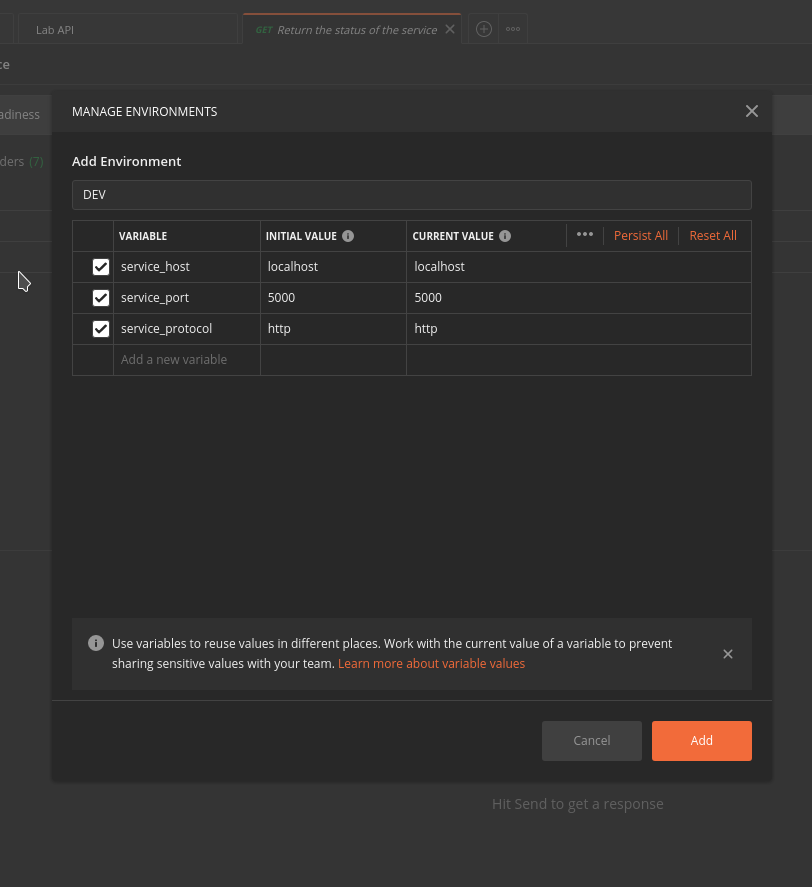 Lab API
GET Return the status of the service
ce
MANAGE ENVIRONMENTS
adiness
Add Environment
ders (7)
DEV
VARIABLE INITIAL VALUE CURRENT VALUE Persist All Reset All
service_host localhost localhost
service_port 5000 5000
service_protocol http http
Add a new variable
Use variables to reuse values in different places. Work with the current value of a variable to prevent
sharing sensitive values with your team. Learn more about variable values
Cancel Add
Hit Send to get a response